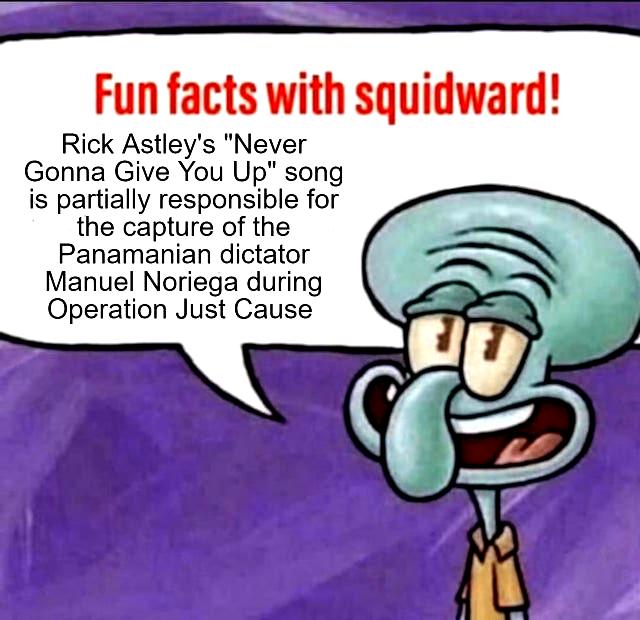 Fun facts with squidward!
Rick Astley's "Never
Gonna Give You Up" song
is partially responsible for
the capture of the
Panamanian dictator
Manuel Noriega during
Operation Just Cause